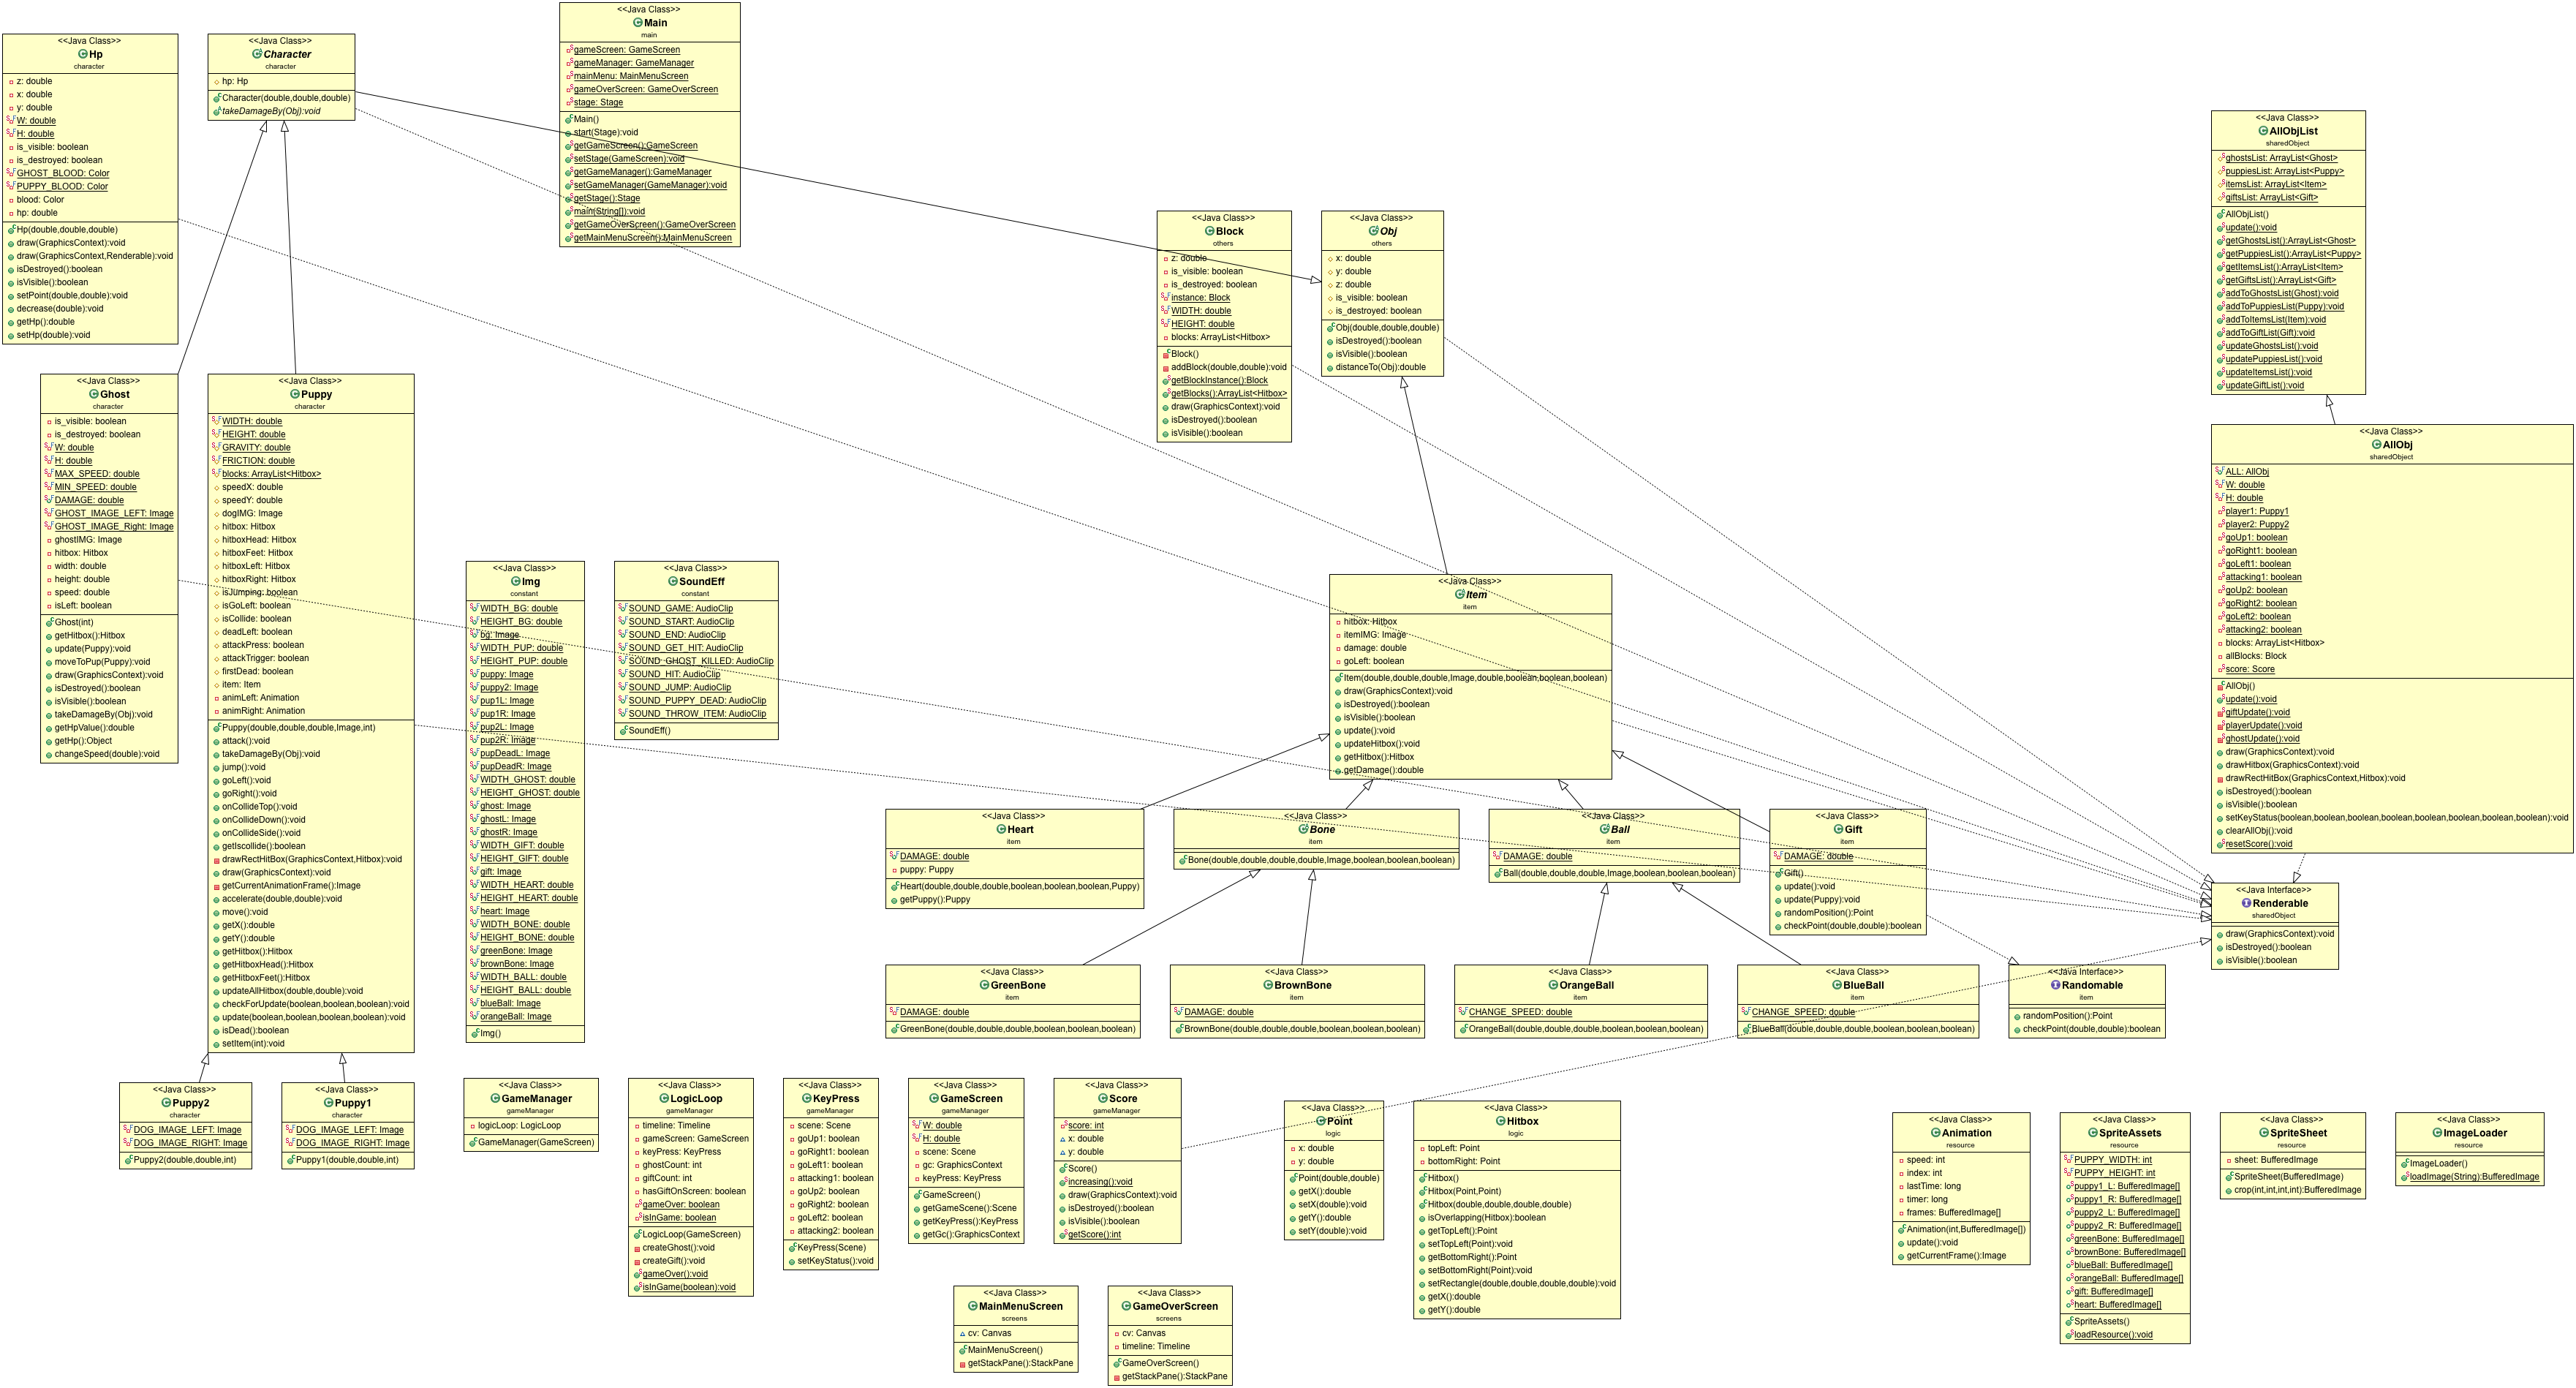 <<Java Class>>
Main
main
gameScreen: GameScreen
gameManager: GameManager
mainMenu: MainMenuScreen
gameOverScreen: GameOverScreen
stage: Stage
Main()
start(Stage):void
getGameScreen():GameScreen
setStage(GameScreen):void
getGameManager():GameManager
setGameManager(GameManager):void
getStage():Stage
main(String[]):void
getGameOverScreen():GameOverScreen
getMainMenuScreen():MainMenuScreen
<<Java Class>>
Hp
character
z: double
x: double
y: double
W: double
H: double
is_visible: boolean
is_destroyed: boolean
GHOST_BLOOD: Color
PUPPY_BLOOD: Color
blood: Color
hp: double
Hp(double,double,double)
draw(GraphicsContext):void
draw(GraphicsContext,Renderable):void
isDestroyed():boolean
isVisible():boolean
setPoint(double,double):void
decrease(double):void
getHp():double
setHp(double):void
<<Java Class>>
Character
character
hp: Hp
Character(double,double,double)
takeDamageBy(Obj):void
<<Java Class>>
AllObjList
sharedObject
ghostsList: ArrayList<Ghost>
puppiesList: ArrayList<Puppy>
itemsList: ArrayList<Item>
giftsList: ArrayList<Gift>
AllObjList()
update():void
getGhostsList():ArrayList<Ghost>
getPuppiesList():ArrayList<Puppy>
getItemsList():ArrayList<Item>
getGiftsList():ArrayList<Gift>
addToGhostsList(Ghost):void
addToPuppiesList(Puppy):void
addToItemsList(Item):void
addToGiftList(Gift):void
updateGhostsList():void
updatePuppiesList():void
updateItemsList():void
updateGiftList():void
<<Java Class>>
Block
others
z: double
is_visible: boolean
is_destroyed: boolean
instance: Block
WIDTH: double
HEIGHT: double
blocks: ArrayList<Hitbox>
Block()
addBlock(double,double):void
getBlockInstance():Block
getBlocks():ArrayList<Hitbox>
draw(GraphicsContext):void
isDestroyed():boolean
isVisible():boolean
<<Java Class>>
Obj
others
x: double
y: double
z: double
is_visible: boolean
is_destroyed: boolean
Obj(double,double,double)
isDestroyed():boolean
isVisible():boolean
distanceTo(Obj):double
<<Java Class>>
Ghost
character
is_visible: boolean
is_destroyed: boolean
W: double
H: double
MAX_SPEED: double
MIN_SPEED: double
DAMAGE: double
GHOST_IMAGE_LEFT: Image
GHOST_IMAGE_Right: Image
ghostIMG: Image
hitbox: Hitbox
width: double
height: double
speed: double
isLeft: boolean
Ghost(int)
getHitbox():Hitbox
update(Puppy):void
moveToPup(Puppy):void
draw(GraphicsContext):void
isDestroyed():boolean
isVisible():boolean
takeDamageBy(Obj):void
getHpValue():double
getHp():Object
changeSpeed(double):void
<<Java Class>>
Puppy
character
WIDTH: double
HEIGHT: double
GRAVITY: double
FRICTION: double
blocks: ArrayList<Hitbox>
speedX: double
speedY: double
dogIMG: Image
hitbox: Hitbox
hitboxHead: Hitbox
hitboxFeet: Hitbox
hitboxLeft: Hitbox
hitboxRight: Hitbox
isJumping: boolean
isGoLeft: boolean
isCollide: boolean
deadLeft: boolean
attackPress: boolean
attackTrigger: boolean
firstDead: boolean
item: Item
animLeft: Animation
animRight: Animation
Puppy(double,double,double,Image,int)
attack():void
takeDamageBy(Obj):void
jump():void
goLeft():void
goRight():void
onCollideTop():void
onCollideDown():void
onCollideSide():void
getIscollide():boolean
drawRectHitBox(GraphicsContext,Hitbox):void
draw(GraphicsContext):void
getCurrentAnimationFrame():Image
accelerate(double,double):void
move():void
getX():double
getY():double
getHitbox():Hitbox
getHitboxHead():Hitbox
getHitboxFeet():Hitbox
updateAllHitbox(double,double):void
checkForUpdate(boolean,boolean,boolean):void
update(boolean,boolean,boolean,boolean):void
isDead():boolean
setItem(int):void
<<Java Class>>
AllObj
sharedObject
ALL: AllObj
W: double
H: double
player1: Puppy1
player2: Puppy2
goUp1: boolean
goRight1: boolean
goLeft1: boolean
attacking1: boolean
goUp2: boolean
goRight2: boolean
goLeft2: boolean
attacking2: boolean
blocks: ArrayList<Hitbox>
allBlocks: Block
score: Score
AllObj()
update():void
giftUpdate():void
playerUpdate():void
ghostUpdate():void
draw(GraphicsContext):void
drawHitbox(GraphicsContext):void
drawRectHitBox(GraphicsContext,Hitbox):void
isDestroyed():boolean
isVisible():boolean
setKeyStatus(boolean,boolean,boolean,boolean,boolean,boolean,boolean,boolean):void
clearAllObj():void
resetScore():void
<<Java Class>>
Img
constant
WIDTH_BG: double
HEIGHT_BG: double
bg: Image
WIDTH_PUP: double
HEIGHT_PUP: double
puppy: Image
puppy2: Image
pup1L: Image
pup1R: Image
pup2L: Image
pup2R: Image
pupDeadL: Image
pupDeadR: Image
WIDTH_GHOST: double
HEIGHT_GHOST: double
ghost: Image
ghostL: Image
ghostR: Image
WIDTH_GIFT: double
HEIGHT_GIFT: double
gift: Image
WIDTH_HEART: double
HEIGHT_HEART: double
heart: Image
WIDTH_BONE: double
HEIGHT_BONE: double
greenBone: Image
brownBone: Image
WIDTH_BALL: double
HEIGHT_BALL: double
blueBall: Image
orangeBall: Image
Img()
<<Java Class>>
SoundEff
constant
SOUND_GAME: AudioClip
SOUND_START: AudioClip
SOUND_END: AudioClip
SOUND_GET_HIT: AudioClip
SOUND_GHOST_KILLED: AudioClip
SOUND_HIT: AudioClip
SOUND_JUMP: AudioClip
SOUND_PUPPY_DEAD: AudioClip
SOUND_THROW_ITEM: AudioClip
SoundEff()
<<Java Class>>
Item
item
hitbox: Hitbox
itemIMG: Image
damage: double
goLeft: boolean
Item(double,double,double,Image,double,boolean,boolean,boolean)
draw(GraphicsContext):void
isDestroyed():boolean
isVisible():boolean
update():void
updateHitbox():void
getHitbox():Hitbox
getDamage():double
<<Java Class>>
Heart
item
DAMAGE: double
puppy: Puppy
Heart(double,double,double,boolean,boolean,boolean,Puppy)
getPuppy():Puppy
<<Java Class>>
Bone
item
Bone(double,double,double,double,Image,boolean,boolean,boolean)
<<Java Class>>
Ball
item
DAMAGE: double
Ball(double,double,double,Image,boolean,boolean,boolean)
<<Java Class>>
Gift
item
DAMAGE: double
Gift()
update():void
update(Puppy):void
randomPosition():Point
checkPoint(double,double):boolean
<<Java Interface>>
Renderable
sharedObject
draw(GraphicsContext):void
isDestroyed():boolean
isVisible():boolean
<<Java Class>>
GreenBone
item
DAMAGE: double
GreenBone(double,double,double,boolean,boolean,boolean)
<<Java Class>>
BrownBone
item
DAMAGE: double
BrownBone(double,double,double,boolean,boolean,boolean)
<<Java Class>>
OrangeBall
item
CHANGE_SPEED: double
OrangeBall(double,double,double,boolean,boolean,boolean)
<<Java Class>>
BlueBall
item
CHANGE_SPEED: double
BlueBall(double,double,double,boolean,boolean,boolean)
<<Java Interface>>
Randomable
item
randomPosition():Point
checkPoint(double,double):boolean
<<Java Class>>
Puppy2
character
DOG_IMAGE_LEFT: Image
DOG_IMAGE_RIGHT: Image
Puppy2(double,double,int)
<<Java Class>>
Puppy1
character
DOG_IMAGE_LEFT: Image
DOG_IMAGE_RIGHT: Image
Puppy1(double,double,int)
<<Java Class>>
GameManager
gameManager
logicLoop: LogicLoop
GameManager(GameScreen)
<<Java Class>>
LogicLoop
gameManager
timeline: Timeline
gameScreen: GameScreen
keyPress: KeyPress
ghostCount: int
giftCount: int
hasGiftOnScreen: boolean
gameOver: boolean
isInGame: boolean
LogicLoop(GameScreen)
createGhost():void
createGift():void
gameOver():void
isInGame(boolean):void
<<Java Class>>
KeyPress
gameManager
scene: Scene
goUp1: boolean
goRight1: boolean
goLeft1: boolean
attacking1: boolean
goUp2: boolean
goRight2: boolean
goLeft2: boolean
attacking2: boolean
KeyPress(Scene)
setKeyStatus():void
<<Java Class>>
GameScreen
gameManager
W: double
H: double
scene: Scene
gc: GraphicsContext
keyPress: KeyPress
GameScreen()
getGameScene():Scene
getKeyPress():KeyPress
getGc():GraphicsContext
<<Java Class>>
Score
gameManager
score: int
x: double
y: double
Score()
increasing():void
draw(GraphicsContext):void
isDestroyed():boolean
isVisible():boolean
getScore():int
<<Java Class>>
Point
logic
x: double
y: double
Point(double,double)
getX():double
setX(double):void
getY():double
setY(double):void
<<Java Class>>
Hitbox
logic
topLeft: Point
bottomRight: Point
Hitbox()
Hitbox(Point,Point)
Hitbox(double,double,double,double)
isOverlapping(Hitbox):boolean
getTopLeft():Point
setTopLeft(Point):void
getBottomRight():Point
setBottomRight(Point):void
setRectangle(double,double,double,double):void
getX():double
getY():double
<<Java Class>>
Animation
resource
speed: int
index: int
lastTime: long
timer: long
frames: BufferedImage[]
Animation(int,BufferedImage[])
update():void
getCurrentFrame():Image
<<Java Class>>
SpriteAssets
resource
PUPPY_WIDTH: int
PUPPY_HEIGHT: int
puppy1_L: BufferedImage[]
puppy1_R: BufferedImage[]
puppy2_L: BufferedImage[]
puppy2_R: BufferedImage[]
greenBone: BufferedImage[]
brownBone: BufferedImage[]
blueBall: BufferedImage[]
orangeBall: BufferedImage[]
gift: BufferedImage[]
heart: BufferedImage[]
SpriteAssets()
loadResource():void
<<Java Class>>
SpriteSheet
resource
sheet: BufferedImage
SpriteSheet(BufferedImage)
crop(int,int,int,int):BufferedImage
<<Java Class>>
ImageLoader
resource
ImageLoader()
loadImage(String):BufferedImage
<<Java Class>>
MainMenuScreen
screens
cv: Canvas
MainMenuScreen()
getStackPane():StackPane
<<Java Class>>
GameOverScreen
screens
cv: Canvas
timeline: Timeline
GameOverScreen()
getStackPane():StackPane